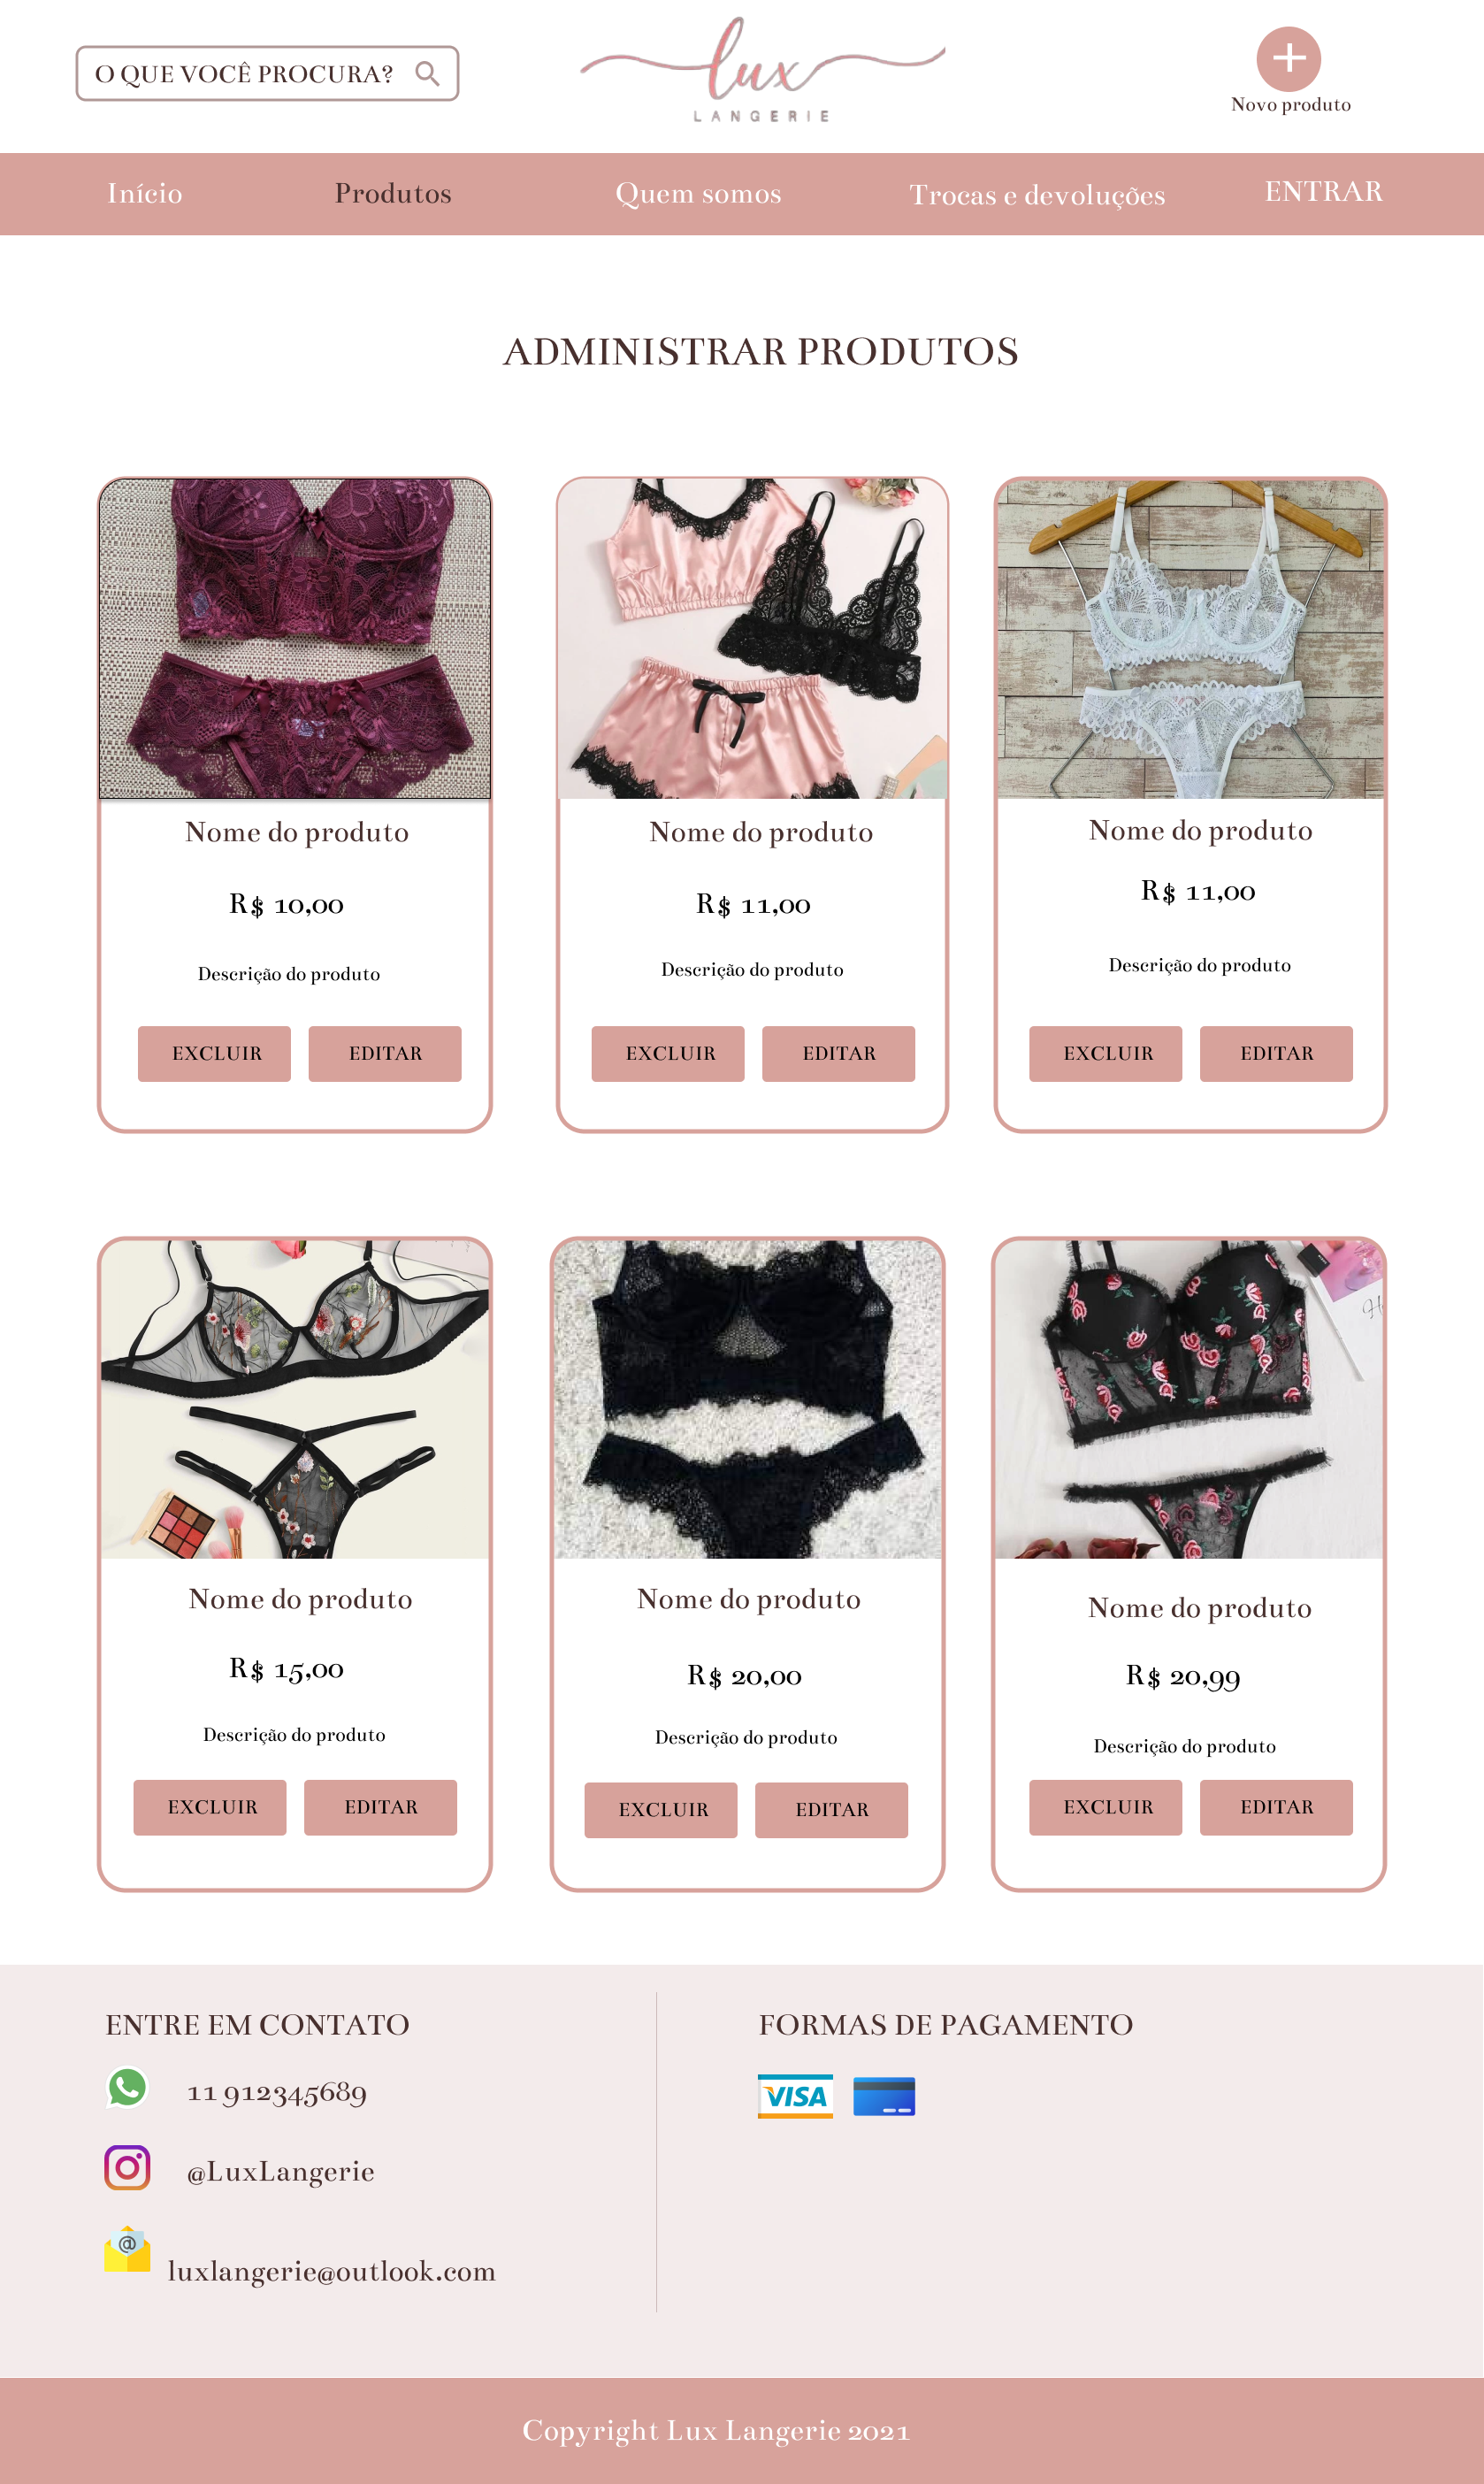 O QUE VOCÊ PROCURA?
lux
LANGERIE
Novo produto
Início
Produtos
Quem somos
Trocas e devoluções
ENTRAR
ADMINISTRAR PRODUTOS
Nome do produto
R$ 10,00
Descrição do produto
EXCLUIR
EDITAR
Nome do produto
R$ 11,00
Descrição do produto
EXCLUIR
EDITAR
Nome do produto
R$ 11,00
Descrição do produto
EXCLUIR
EDITAR
Nome do produto
R$ 15,00
Descrição do produto
EXCLUIR
EDITAR
Nome do produto
R$ 20,00
Descrição do produto
EXCLUIR
EDITAR
Nome do produto
R$ 20,99
Descrição do produto
EXCLUIR
EDITAR
ENTRE EM CONTATO
11 912345689
@LuxLangerie
@
luxlangerie@outlook.com
FORMAS DE PAGAMENTO
VISA
Copyright Lux Langerie 2021